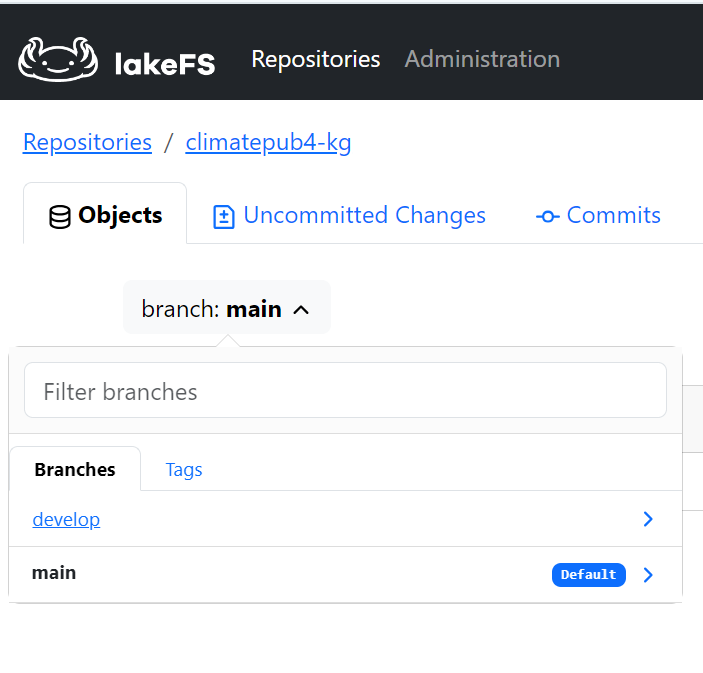 lakeFS Repositories Administration
Repositories / climatepub4-kg
Objects Uncommitted Changes Commits
branch: main
Filter branches
Branches Tags
develop
main Default